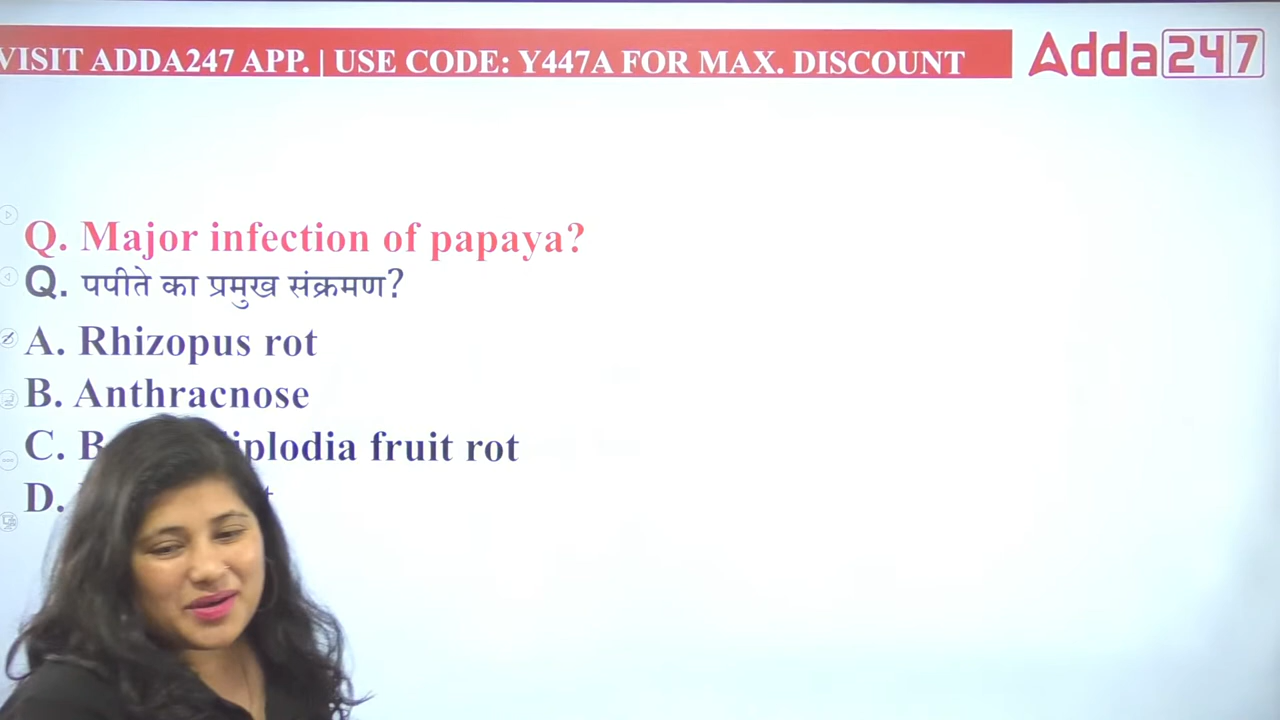 VISIT ADDA247 APP. | USE CODE: Y447A FOR MAX. DISCOUNT
Adda247
Q. Major infection of papaya?
Q. पपीते का प्रमुख संक्रमण?
A. Rhizopus rot
B. Anthracnose
C. fruit rot
D.